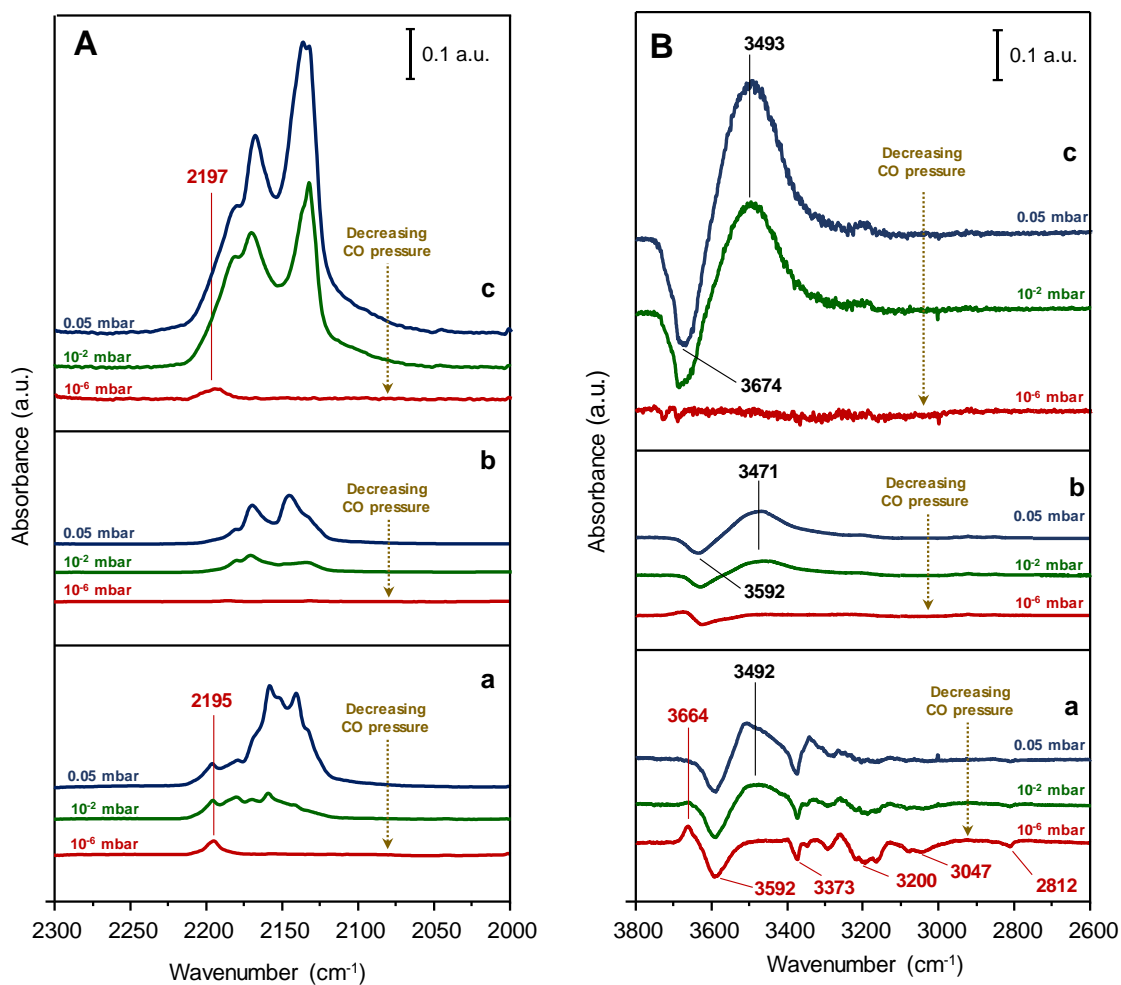 A
0.1 a.u.
2197
Decreasing
CO pressure
c
0.05 mbar
10⁻² mbar
10⁻⁶ mbar
b
Decreasing
CO pressure
0.05 mbar
10⁻² mbar
10⁻⁶ mbar
a
2195
Decreasing
CO pressure
0.05 mbar
10⁻² mbar
10⁻⁶ mbar
2300
2250
2200
2150
2100
2050
2000
Wavenumber (cm⁻¹)
Absorbance (a.u.)
B
3493
0.1 a.u.
Decreasing
CO pressure
c
0.05 mbar
10⁻² mbar
3674
10⁻⁶ mbar
3471
Decreasing
CO pressure
b
0.05 mbar
10⁻² mbar
3592
10⁻⁶ mbar
3492
3664
Decreasing
CO pressure
a
0.05 mbar
10⁻² mbar
10⁻⁶ mbar
3592
3373
3200
3047
2812
3800
3600
3400
3200
3000
2800
2600
Wavenumber (cm⁻¹)
Absorbance (a.u.)